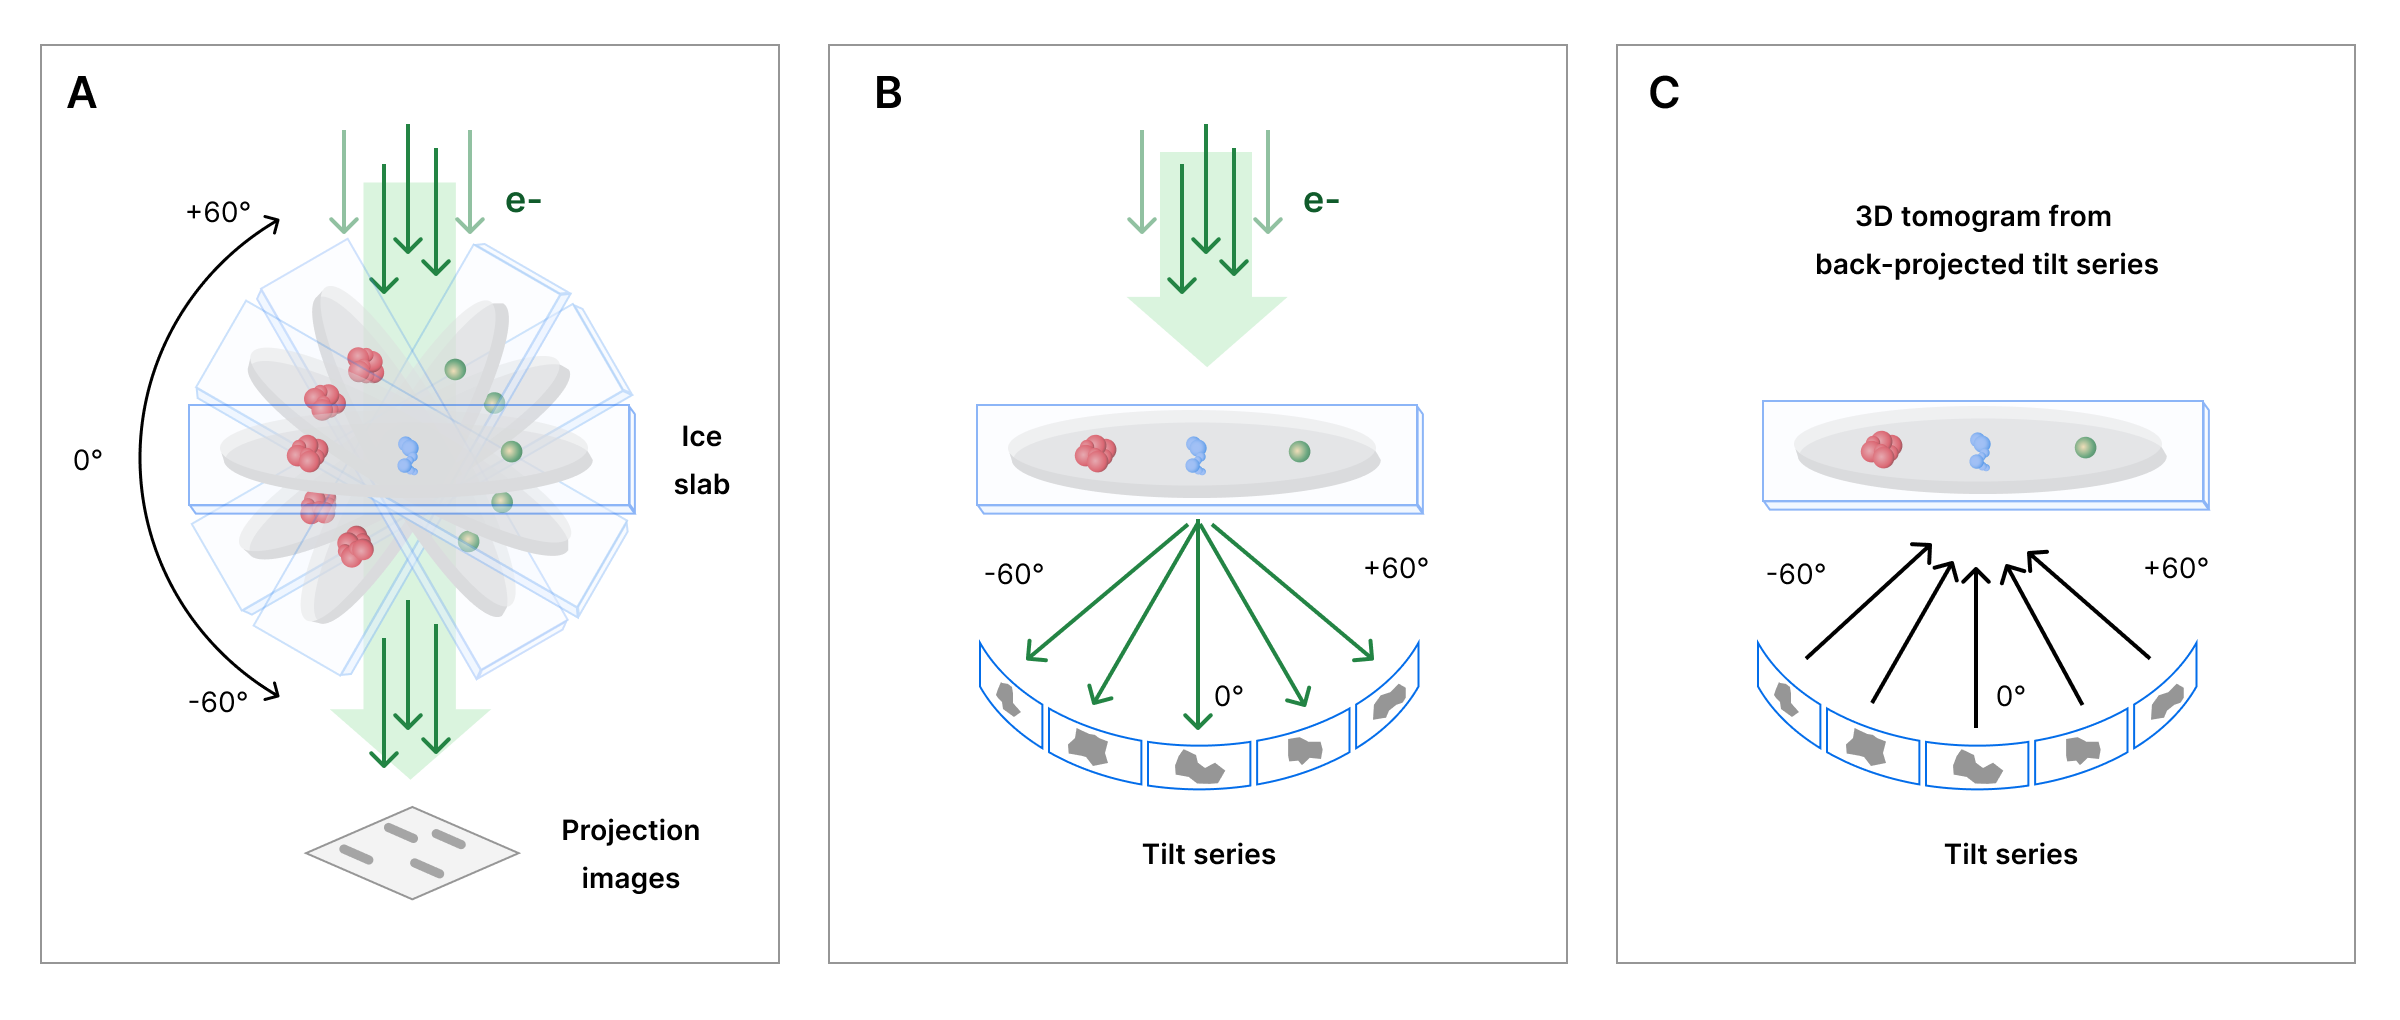 A
e-
+60°
0°
Ice
slab
-60°
Projection
images
B
e-
-60°
+60°
0°
Tilt series
C
3D tomogram from
back-projected tilt series
-60°
+60°
0°
Tilt series